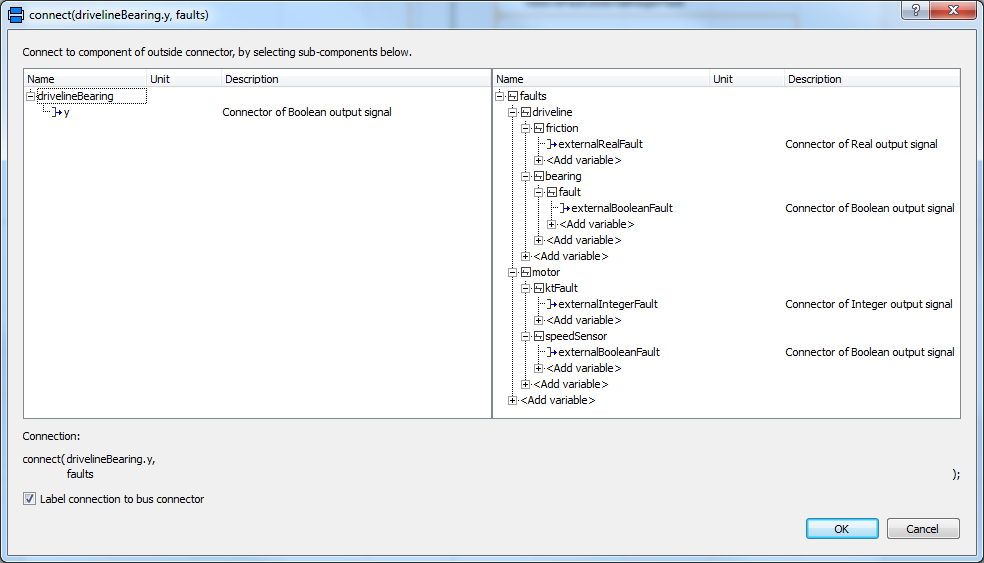 connect(drivelineBearing.y, faults)
Connect to component of outside connector, by selecting sub-components below.
Name Unit Description
drivelineBearing
y Connector of Boolean output signal
Name Unit Description
faults
driveline
friction
externalRealFault Connector of Real output signal
<Add variable>
bearing
fault
externalBooleanFault Connector of Boolean output signal
<Add variable>
<Add variable>
<Add variable>
motor
ktFault
externalIntegerFault Connector of Integer output signal
<Add variable>
speedSensor
externalBooleanFault Connector of Boolean output signal
<Add variable>
<Add variable>
<Add variable>
Connection:
connect( drivelineBearing.y,
faults );
Label connection to bus connector
OK Cancel